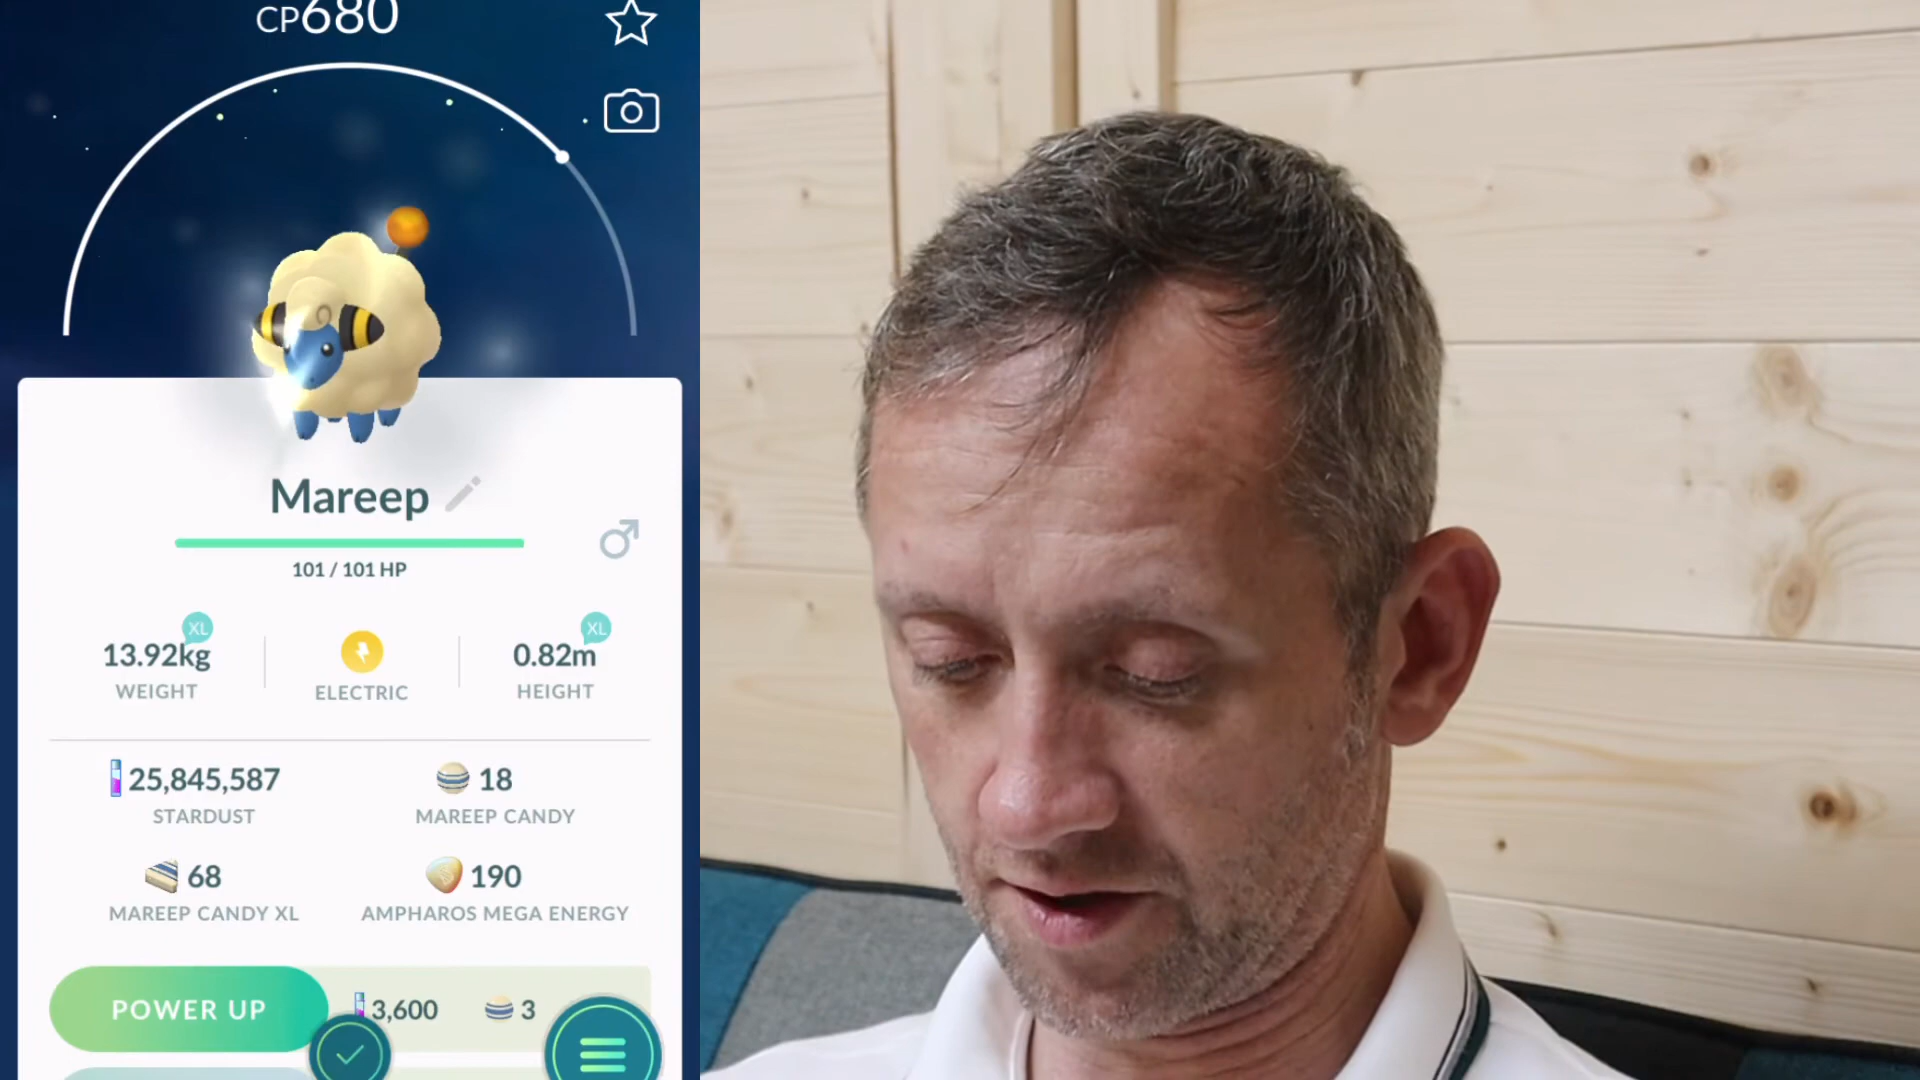 CP680
Mareep
101 / 101 HP
XL
XL
13.92kg
0.82m
WEIGHT
ELECTRIC
HEIGHT
25,845,587
18
STARDUST
MAREEP CANDY
68
190
MAREEP CANDY XL
AMPHAROS MEGA ENERGY
POWER UP
3,600
3